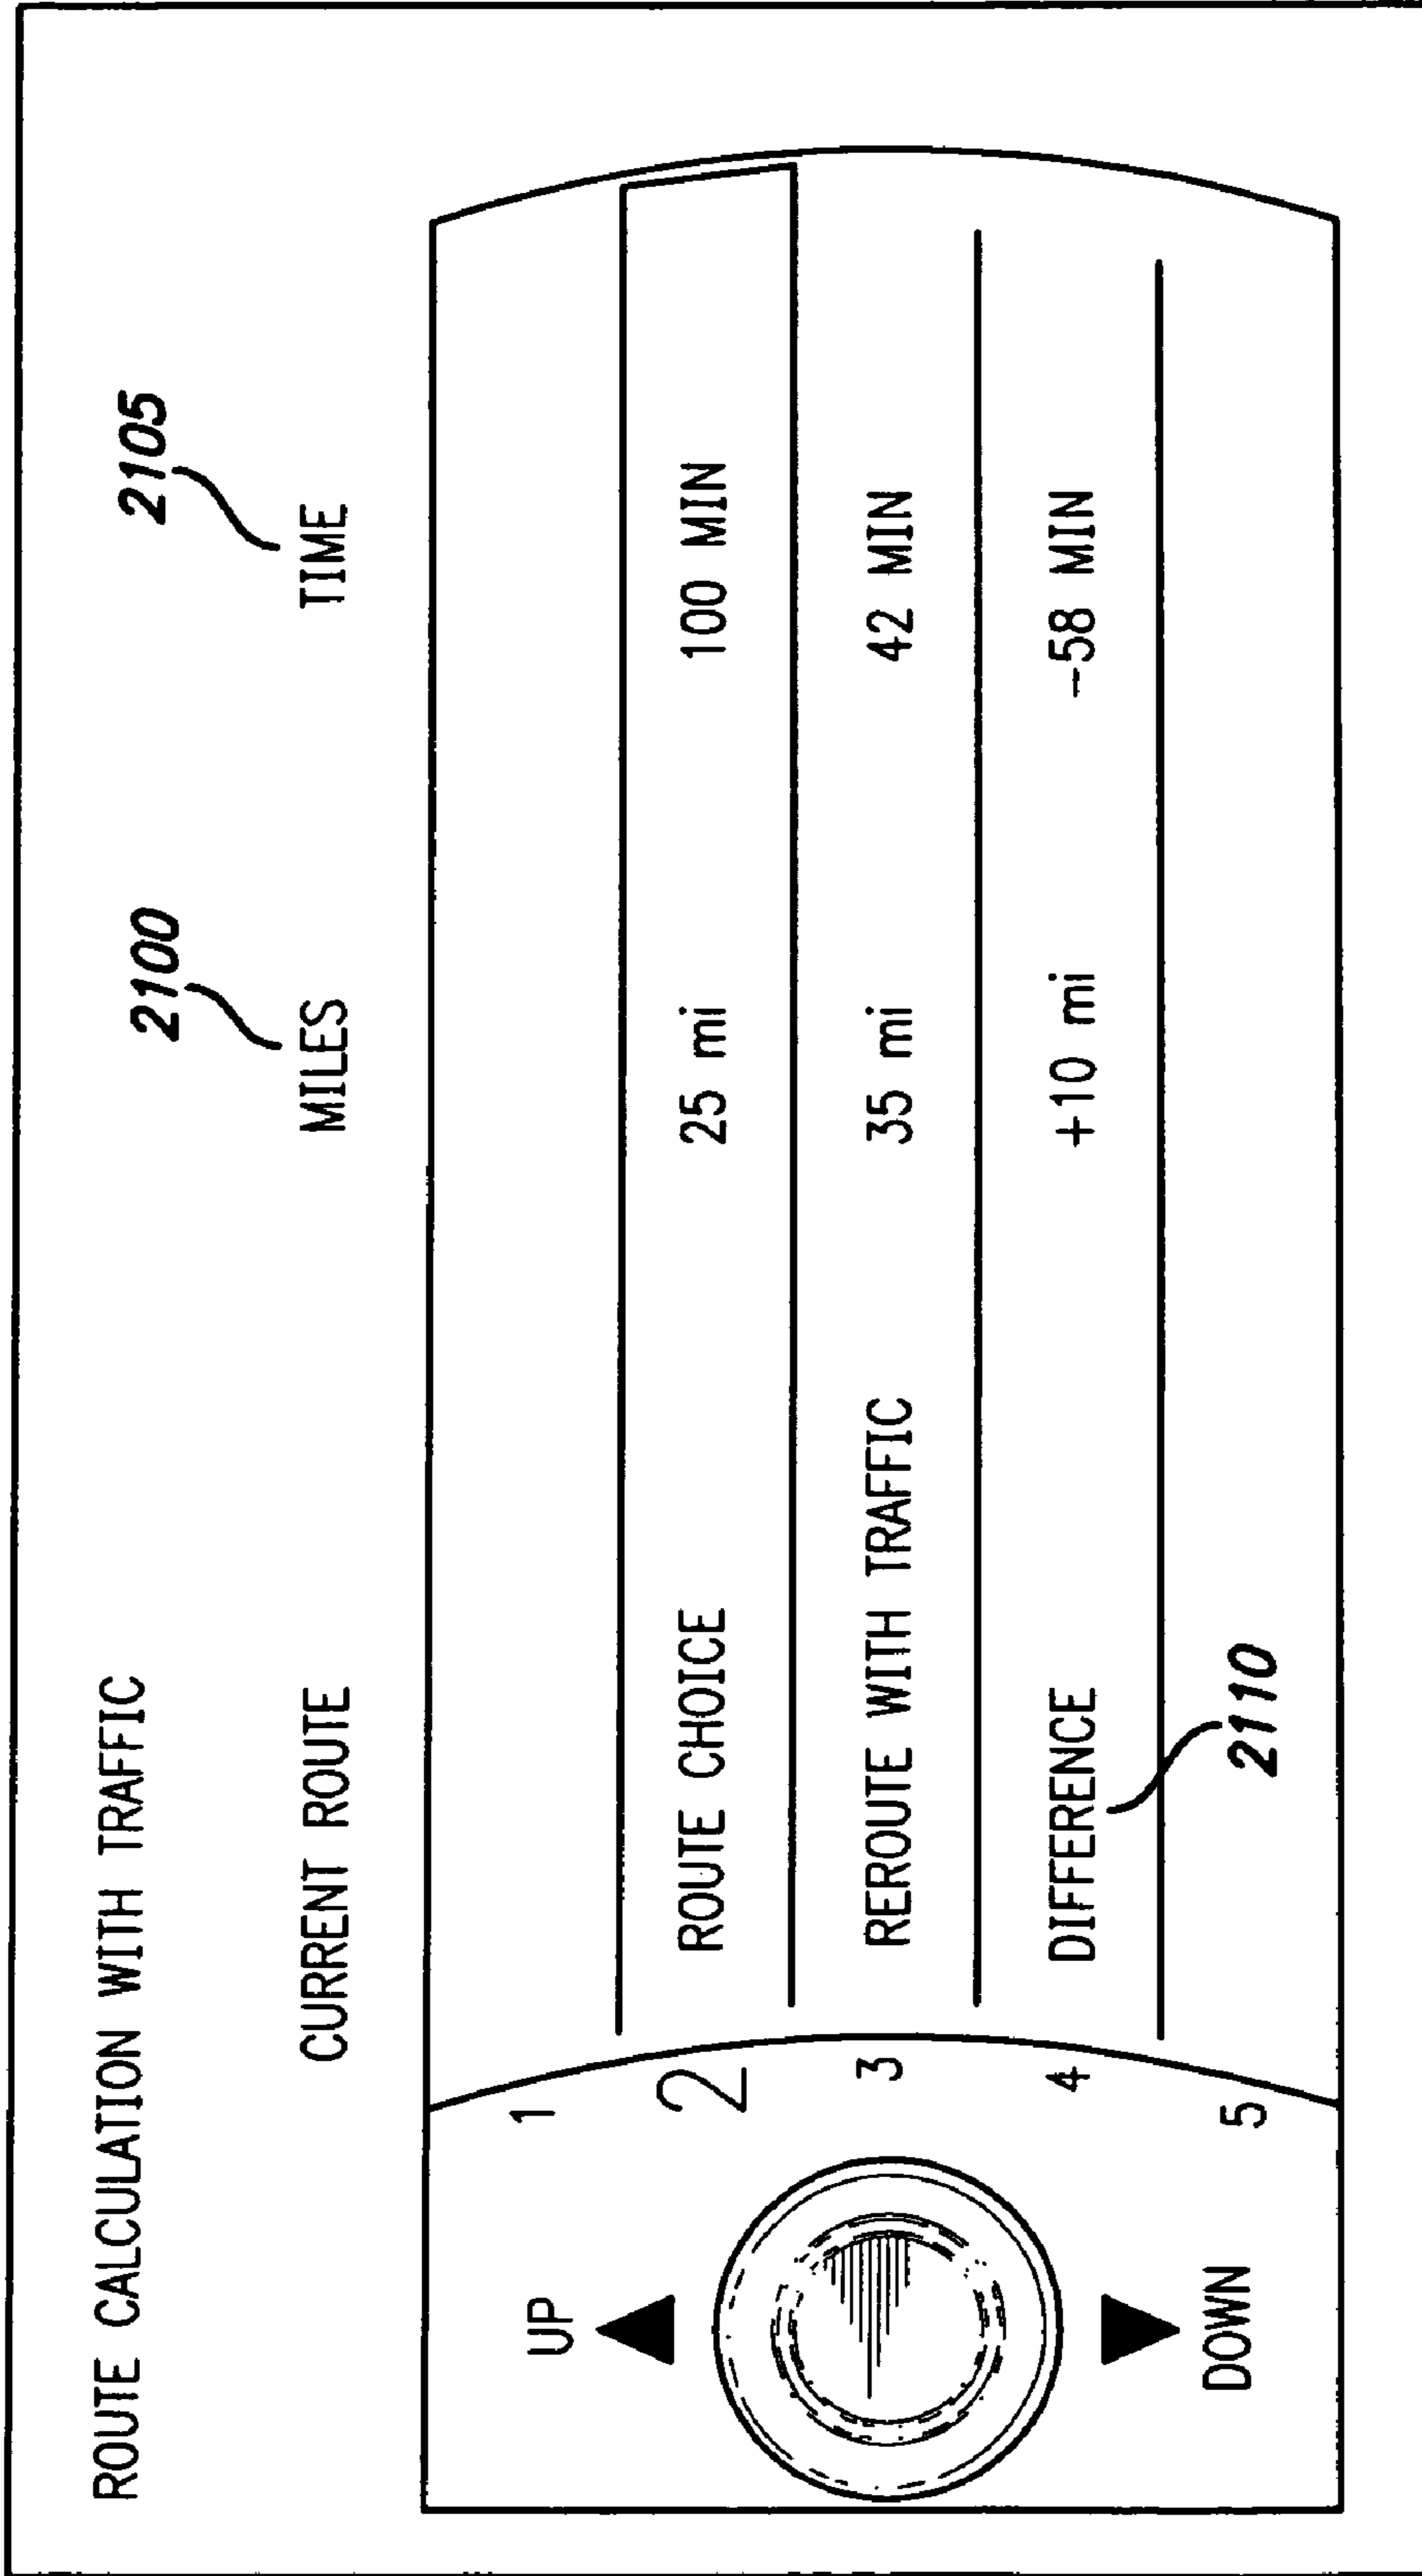 ROUTE CALCULATION WITH TRAFFIC
2100 2105
CURRENT ROUTE MILES TIME
UP
1
2 ROUTE CHOICE 25 mi 100 MIN
3 REROUTE WITH TRAFFIC 35 mi 42 MIN
4 DIFFERENCE +10 mi -58 MIN
DOWN 5
2110